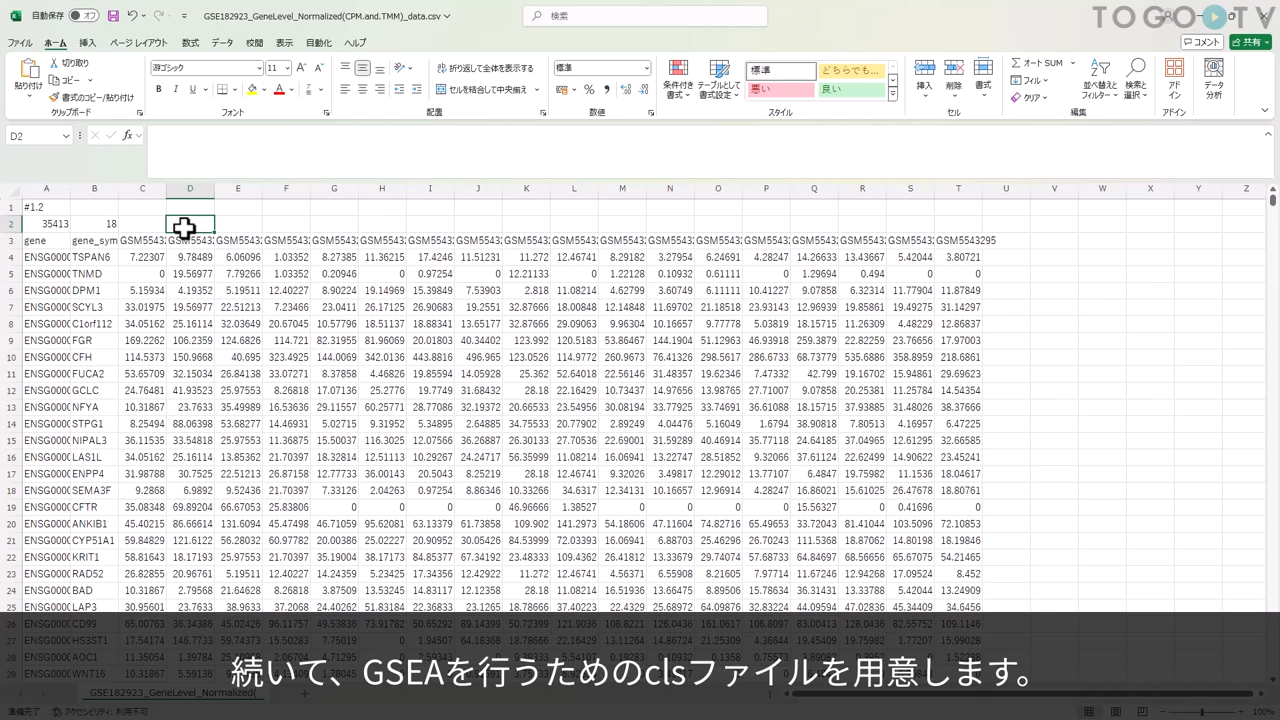 自動保存 オフ GSE182923_GeneLevel_Normalized(CPM.and.TMM)_data.csv 検索
TOGO TV
ファイル ホーム 挿入 ページ レイアウト 数式 データ 校閲 表示 自動化 ヘルプ コメント 共有
貼り付け 切り取り コピー 書式のコピー/貼り付け クリップボード
游ゴシック 11 B I U フォント
折り返して全体を表示する セルを結合して中央揃え 配置
標準 数値
条件付き書式 テーブルとして書式設定 標準 どちらでも... 悪い 良い スタイル
挿入 削除 書式 セル
オート SUM フィル クリア 並べ替えとフィルター 検索と選択 編集
アドイン アドイン データ分析
D2 fx
A B C D E F G H I J K L M N O P Q R S T U V W X Y Z
1 #1.2
2 35413 18
3 gene gene_sym GSM5543 GSM5543 GSM5543 GSM5543 GSM5543 GSM5543 GSM5543 GSM5543 GSM5543 GSM5543 GSM5543 GSM5543 GSM5543 GSM5543 GSM5543 GSM5543 GSM5543 GSM5543295
4 ENSG000 TSPAN6 7.22307 9.78489 6.06096 1.03352 8.27385 11.36215 17.4246 11.51231 11.272 12.46741 8.29182 3.27954 6.24691 4.28247 14.26633 13.43667 5.42044 3.80721
5 ENSG000 TNMD 0 19.56977 7.79266 1.03352 0.20946 0 0.97254 0 12.21133 0 1.22128 0.10932 0.61111 0 1.29694 0.494 0 0
6 ENSG000 DPM1 5.15934 4.19352 5.19511 12.40227 8.90224 19.14969 15.39849 7.53903 2.818 11.08214 4.62799 3.60749 6.11111 10.41227 9.07858 6.32314 11.77904 11.87849
7 ENSG000 SCYL3 33.01975 19.56977 22.51213 7.23466 23.0411 26.17125 26.90683 19.2551 32.87666 18.00848 12.14848 11.69702 21.18518 23.93143 12.96939 19.85861 19.49275 31.14297
8 ENSG000 C1orf112 34.05162 25.16114 32.03649 20.67045 10.57796 18.51137 18.88341 13.65177 32.87666 29.09063 9.96304 10.16657 9.77778 5.03819 18.15715 11.26309 4.48229 12.86837
9 ENSG000 FGR 169.2262 106.2359 124.6826 114.721 82.31955 81.96069 20.01803 40.34402 123.992 120.5183 53.86467 144.1904 51.12963 46.93918 259.3879 22.82259 23.76656 17.97003
10 ENSG000 CFH 114.5373 150.9668 40.695 323.4925 144.0069 342.0136 443.8816 496.965 123.0526 114.9772 260.9673 76.41326 298.5617 286.6733 68.73779 535.6886 358.8959 218.6861
11 ENSG000 FUCA2 53.65709 32.15034 26.84138 33.07271 8.37858 4.46826 19.85934 14.05928 25.362 52.64018 22.56146 31.48357 19.62346 7.37472 42.799 19.16702 15.94861 29.69623
12 ENSG000 GCLC 24.76481 41.93523 25.97553 8.26818 17.07136 25.2776 19.7749 31.68432 28.18 22.16429 10.73437 14.97656 13.98765 27.71007 9.07858 20.25381 11.25784 14.54354
13 ENSG000 NFYA 10.31867 23.7633 35.49989 16.53636 29.11557 60.25771 28.77086 32.19372 20.66533 23.54956 30.08194 33.77925 33.74691 36.61088 18.15715 37.93885 31.48026 38.37666
14 ENSG000 STPG1 8.25494 88.06398 53.68277 14.46931 5.02715 9.31952 5.34895 2.64885 34.75533 20.77902 2.89249 4.04476 5.16049 1.6794 38.90818 7.80513 4.16957 6.47225
15 ENSG000 NIPAL3 36.11535 33.54818 25.97553 11.36875 15.50037 116.3025 12.07566 36.26887 26.30133 27.70536 22.69001 31.59289 40.46914 35.77118 24.64185 37.04965 12.61135 32.66585
16 ENSG000 LAS1L 34.05162 25.16114 13.85362 21.70397 18.32814 12.51113 10.29267 24.24717 56.35999 11.08214 16.06941 13.22747 28.51852 9.32066 37.61124 22.62499 14.90612 23.45241
17 ENSG000 ENPP4 31.98788 30.7525 22.51213 26.87158 12.77733 36.00143 20.5043 8.25219 28.18 12.46741 9.32026 3.49817 12.29012 13.77107 6.4847 19.75982 11.1536 18.04617
18 ENSG000 SEMA3F 9.2868 6.9892 9.52436 21.70397 7.33126 2.04263 0.97254 8.86346 10.33266 34.6317 12.34131 10.16657 12.96914 4.28247 16.86021 15.61025 26.47678 18.80761
19 ENSG000 CFTR 35.08348 69.89204 66.67053 25.83806 0 0 0 0 46.96666 1.38527 0 0 0 0 15.56327 0 0.41696 0
20 ENSG000 ANKIB1 45.40215 86.66614 131.6094 45.47498 46.71059 95.62081 63.13379 61.73858 109.902 141.2973 54.18606 47.11604 74.82716 65.49653 33.72043 81.41044 103.5096 72.10853
21 ENSG000 CYP51A1 59.84829 121.6122 56.28032 60.97782 20.00386 25.02227 20.90952 30.05426 84.53999 72.03393 16.06941 6.88703 25.46296 26.70243 111.5368 18.87062 14.80198 19.18946
22 ENSG000 KRIT1 58.81643 18.17193 25.97553 21.70397 35.19004 38.17173 84.85377 67.34192 23.48333 109.4362 26.41812 13.33679 29.74074 57.68733 64.84697 68.56656 65.67075 54.21465
23 ENSG000 RAD52 26.82855 20.96761 5.19511 12.40227 14.24359 5.23425 17.34356 12.42922 11.272 12.46741 4.56371 6.55908 8.21605 7.97714 11.67246 12.94268 17.09524 8.452
24 ENSG000 BAD 10.31867 2.79568 21.64628 8.26818 3.87509 13.53452 14.83117 12.12358 11.08214 16.51936 13.66475 8.89506 15.78634 36.31431 13.33788 5.42044 13.24909
25 ENSG000 LAP3 30.95601 23.7633 38.9633 37.2068 24.40262 51.83184 22.36833 23.1265 18.78666 37.40223 22.4329 25.68972 64.09876 32.83224 44.09594 47.02836 45.34409 34.6456
CD99
27 HS3ST1
28 AOC1
29 WNT16
GSE182923_GeneLevel_Normalized(
続いて、GSEAを行うためのclsファイルを用意します。
準備完了 アクセシビリティ: 利用不可 100%